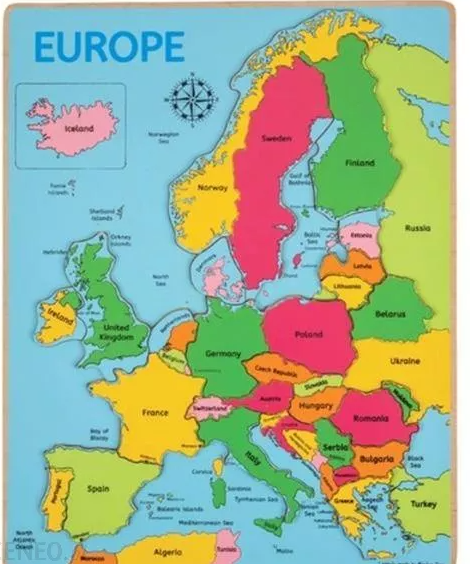 EUROPE
Iceland
Norwegian
Sea
Sweden
Finland
Norway
Gulf of
Bothnia
Faroe
Islands
Shetland
Islands
Orkney
Islands
Hebrides
Russia
Baltic
Sea
Estonia
Latvia
Lithuania
North
Sea
Denmark
Belarus
Ireland
United
Kingdom
Netherlands
Belgium
Germany
Poland
Ukraine
Czech Republic
Slovakia
France
Switzerland
Austria
Hungary
Romania
Bay of
Biscay
Italy
Serbia
Bulgaria
Black
Sea
Corsica
Sardinia
Portugal
Spain
Balearic Islands
Tyrrhenian Sea
Mediterranean Sea
Ionian
Sea
Greece
Aegean
Sea
Turkey
North
Atlantic
Ocean
Morocco
Algeria
Tunisia
Malta